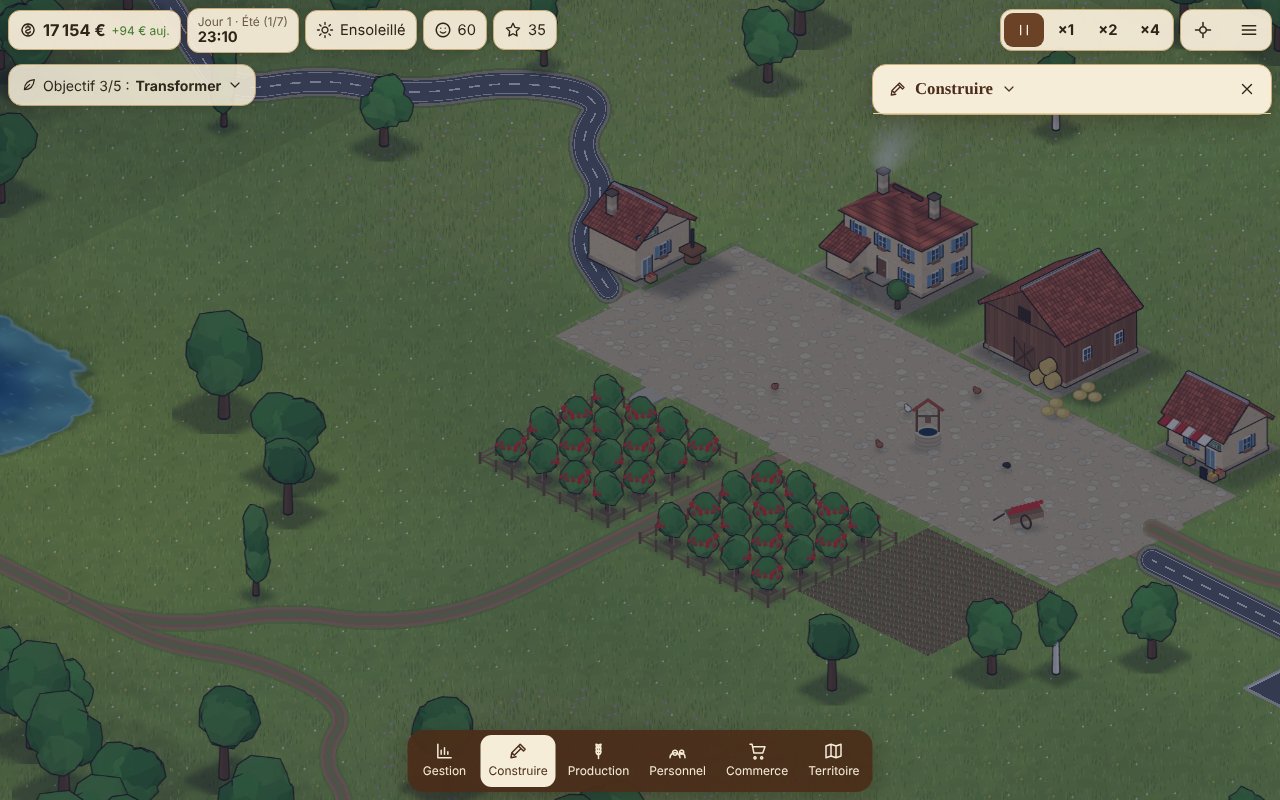 17 154 € +94 € auj.
Jour 1 · Été (1/7)
23:10
Ensoleillé
60
35
×1
×2
×4
Objectif 3/5 : Transformer
Construire
Gestion
Construire
Production
Personnel
Commerce
Territoire